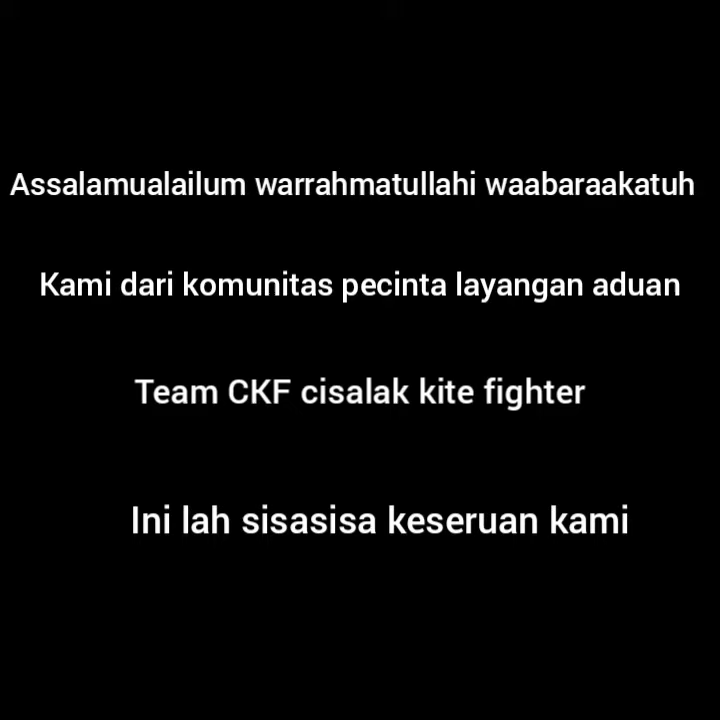 Assalamualailum warrahmatullahi waabaraakatuh
Kami dari komunitas pecinta layangan aduan
Team CKF cisalak kite fighter
Ini lah sisasisa keseruan kami